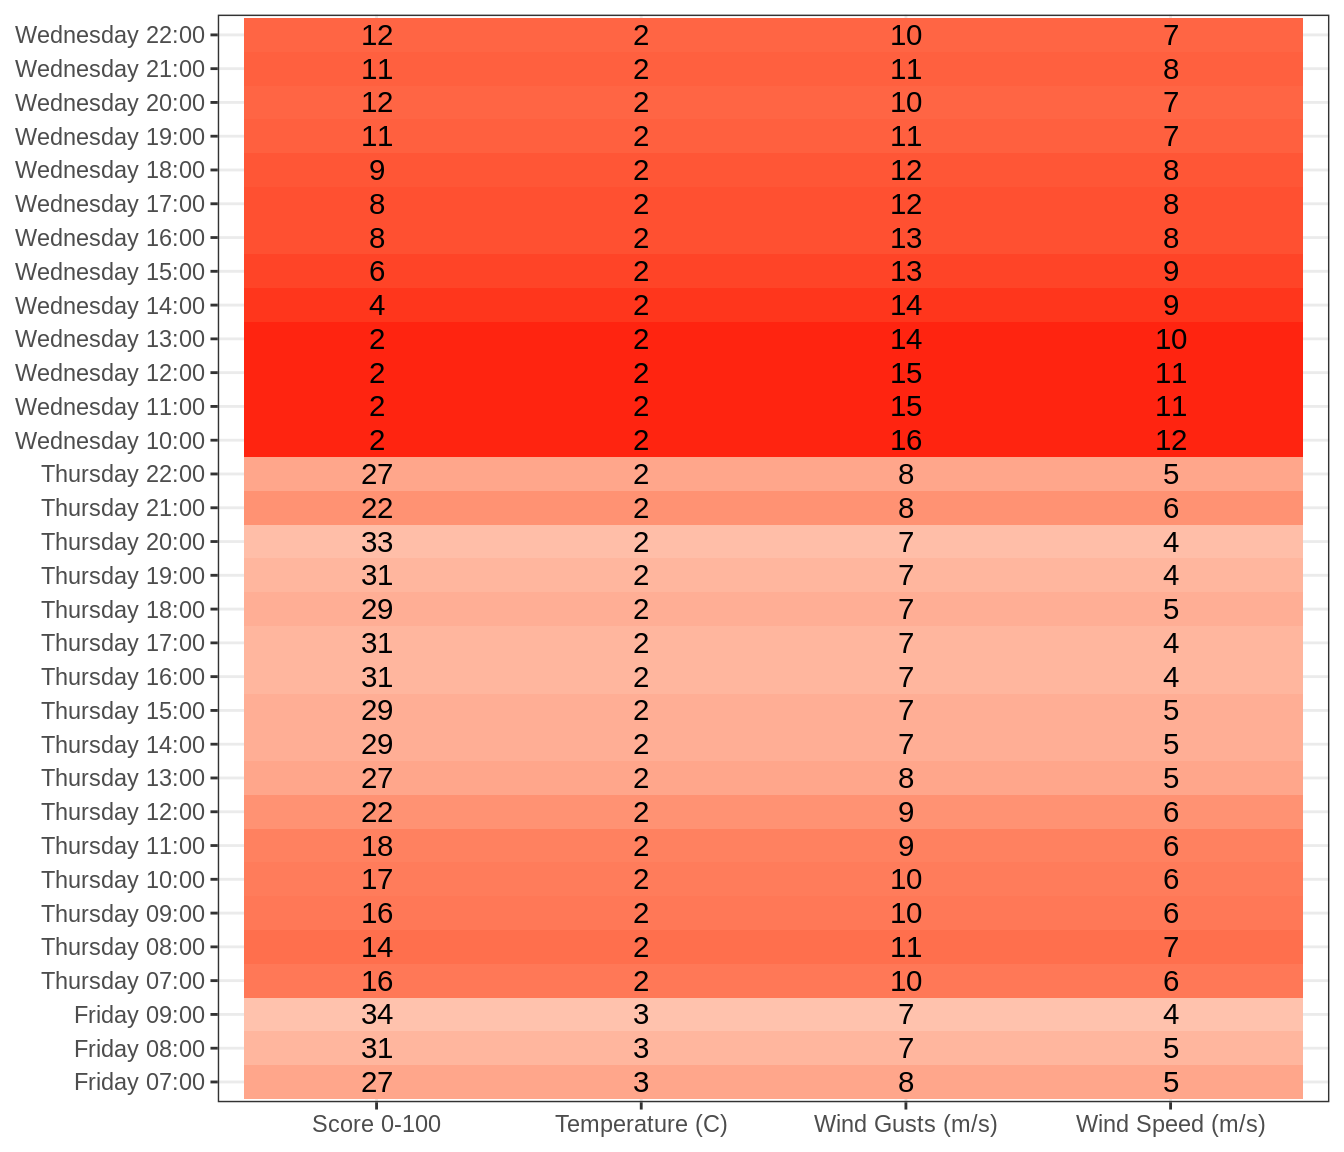 Wednesday 22:00 12 2 10 7
Wednesday 21:00 11 2 11 8
Wednesday 20:00 12 2 10 7
Wednesday 19:00 11 2 11 7
Wednesday 18:00 9 2 12 8
Wednesday 17:00 8 2 12 8
Wednesday 16:00 8 2 13 8
Wednesday 15:00 6 2 13 9
Wednesday 14:00 4 2 14 9
Wednesday 13:00 2 2 14 10
Wednesday 12:00 2 2 15 11
Wednesday 11:00 2 2 15 11
Wednesday 10:00 2 2 16 12
Thursday 22:00 27 2 8 5
Thursday 21:00 22 2 8 6
Thursday 20:00 33 2 7 4
Thursday 19:00 31 2 7 4
Thursday 18:00 29 2 7 5
Thursday 17:00 31 2 7 4
Thursday 16:00 31 2 7 4
Thursday 15:00 29 2 7 5
Thursday 14:00 29 2 7 5
Thursday 13:00 27 2 8 5
Thursday 12:00 22 2 9 6
Thursday 11:00 18 2 9 6
Thursday 10:00 17 2 10 6
Thursday 09:00 16 2 10 6
Thursday 08:00 14 2 11 7
Thursday 07:00 16 2 10 6
Friday 09:00 34 3 7 4
Friday 08:00 31 3 7 5
Friday 07:00 27 3 8 5
Score 0-100 Temperature (C) Wind Gusts (m/s) Wind Speed (m/s)